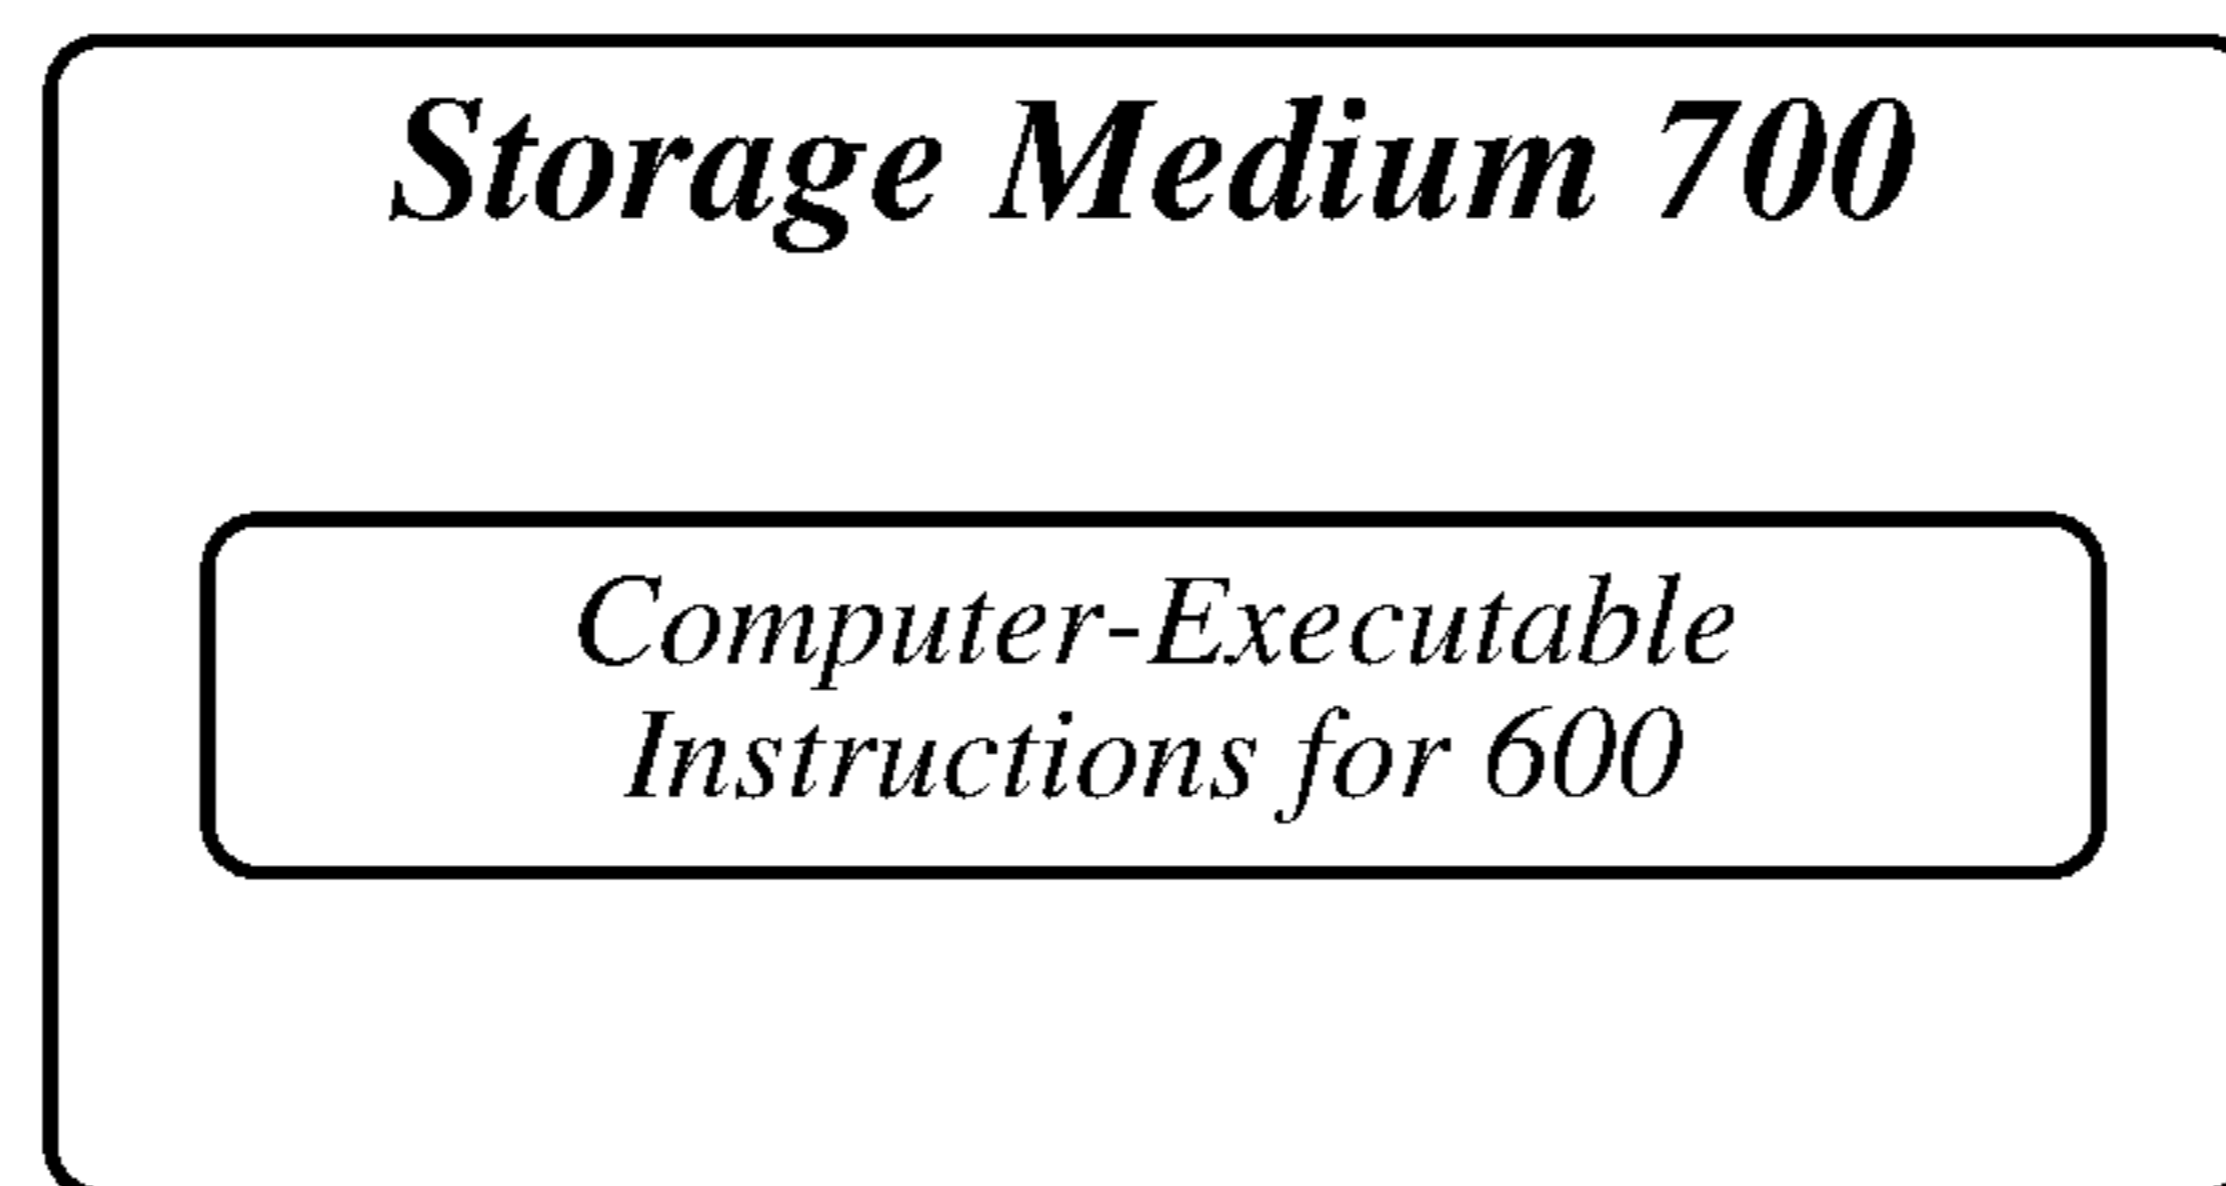 Storage Medium 700
Computer-Executable
Instructions for 600